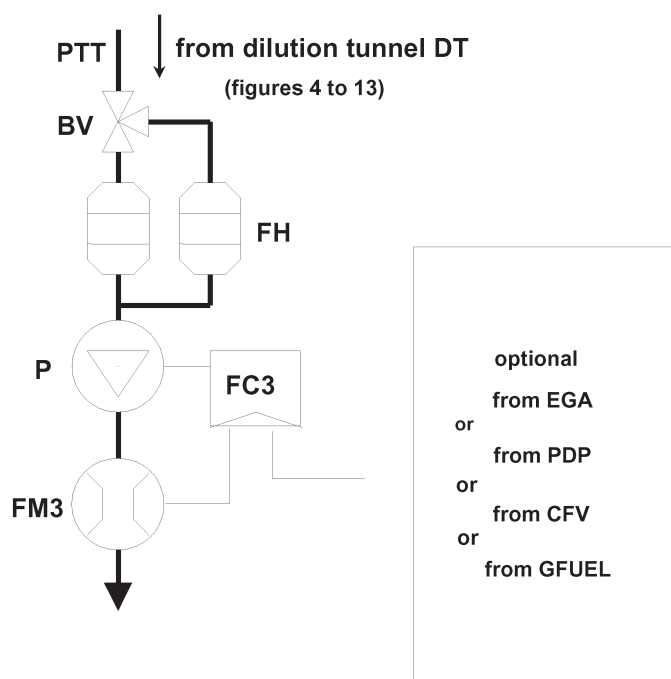 PTT
from dilution tunnel DT
(figures 4 to 13)
BV
FH
P
FC3
FM3
optional
from EGA
or
from PDP
or
from CFV
or
from GFUEL